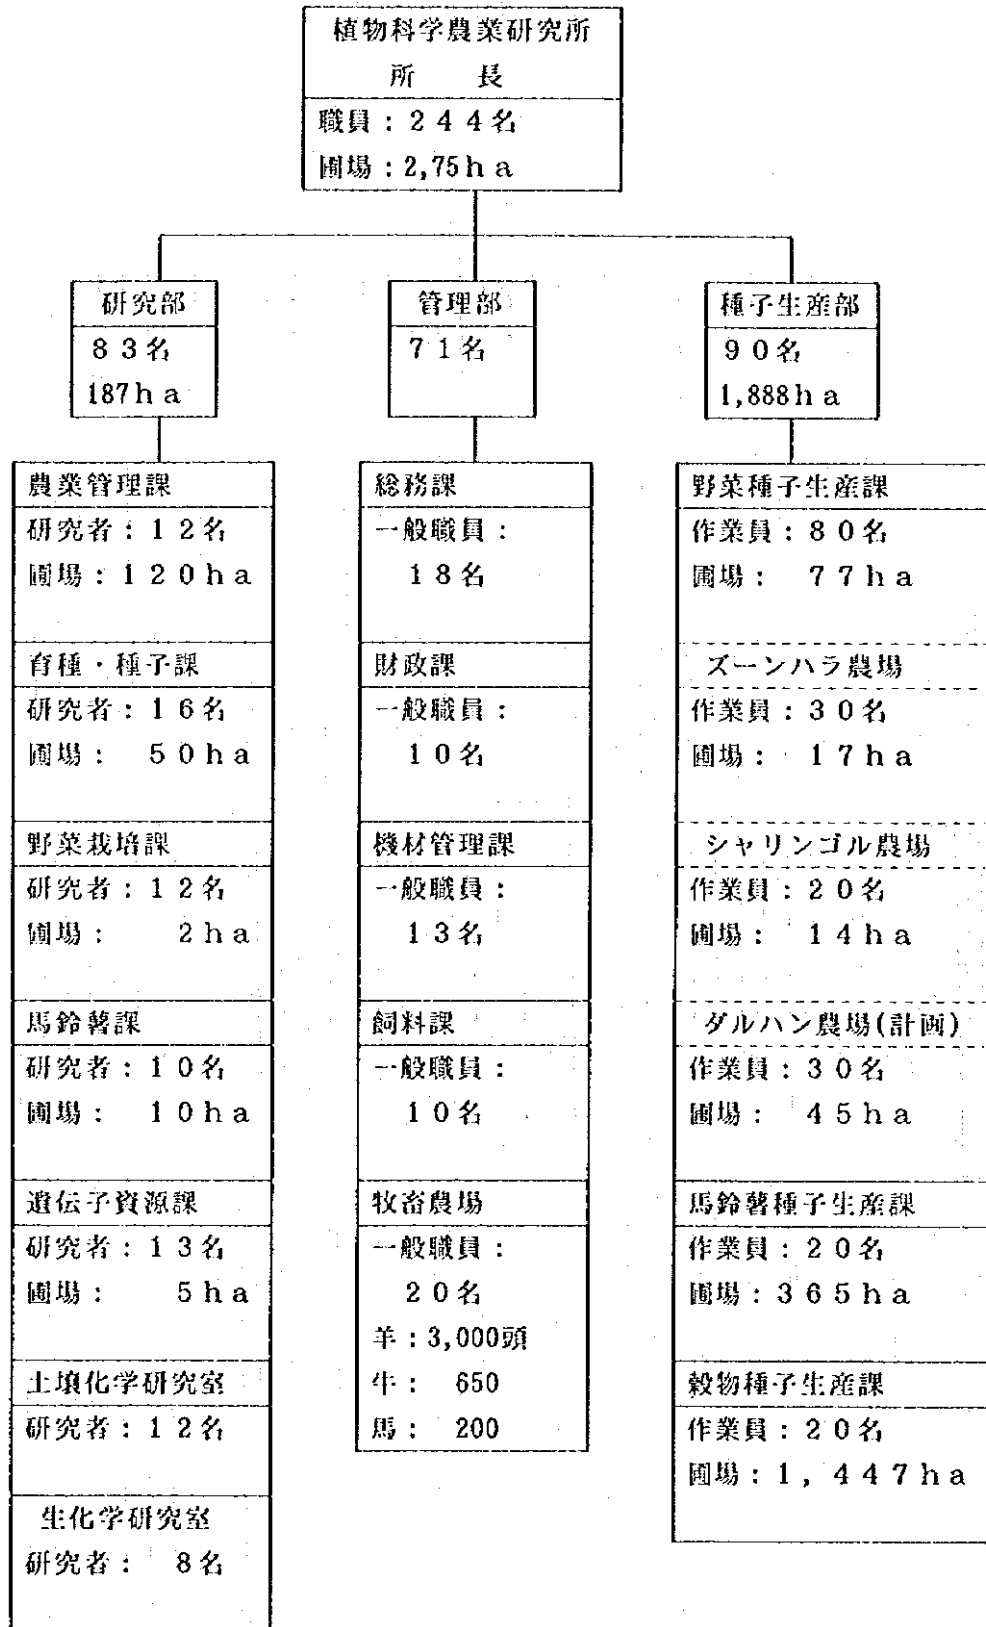 植物科学農業研究所
所　　長
職員：２４４名
圃場：2,75ｈａ
研究部
８３名
187ｈａ
管理部
７１名
種子生産部
９０名
1,888ｈａ
農業管理課
研究者：１２名
圃場：１２０ｈａ
育種・種子課
研究者：１６名
圃場：　５０ｈａ
野菜栽培課
研究者：１２名
圃場：　　２ｈａ
馬鈴薯課
研究者：１０名
圃場：　１０ｈａ
遺伝子資源課
研究者：１３名
圃場：　　５ｈａ
土壌化学研究室
研究者：１２名
生化学研究室
研究者：　８名
総務課
一般職員：
１８名
財政課
一般職員：
１０名
機材管理課
一般職員：
１３名
飼料課
一般職員：
１０名
牧畜農場
一般職員：
２０名
羊：3,000頭
牛：　650
馬：　200
野菜種子生産課
作業員：８０名
圃場：　７７ｈａ
ズーンハラ農場
作業員：３０名
圃場：　１７ｈａ
シャリンゴル農場
作業員：２０名
圃場：　１４ｈａ
ダルハン農場(計画)
作業員：３０名
圃場：　４５ｈａ
馬鈴薯種子生産課
作業員：２０名
圃場：３６５ｈａ
穀物種子生産課
作業員：２０名
圃場：１，４４７ｈａ